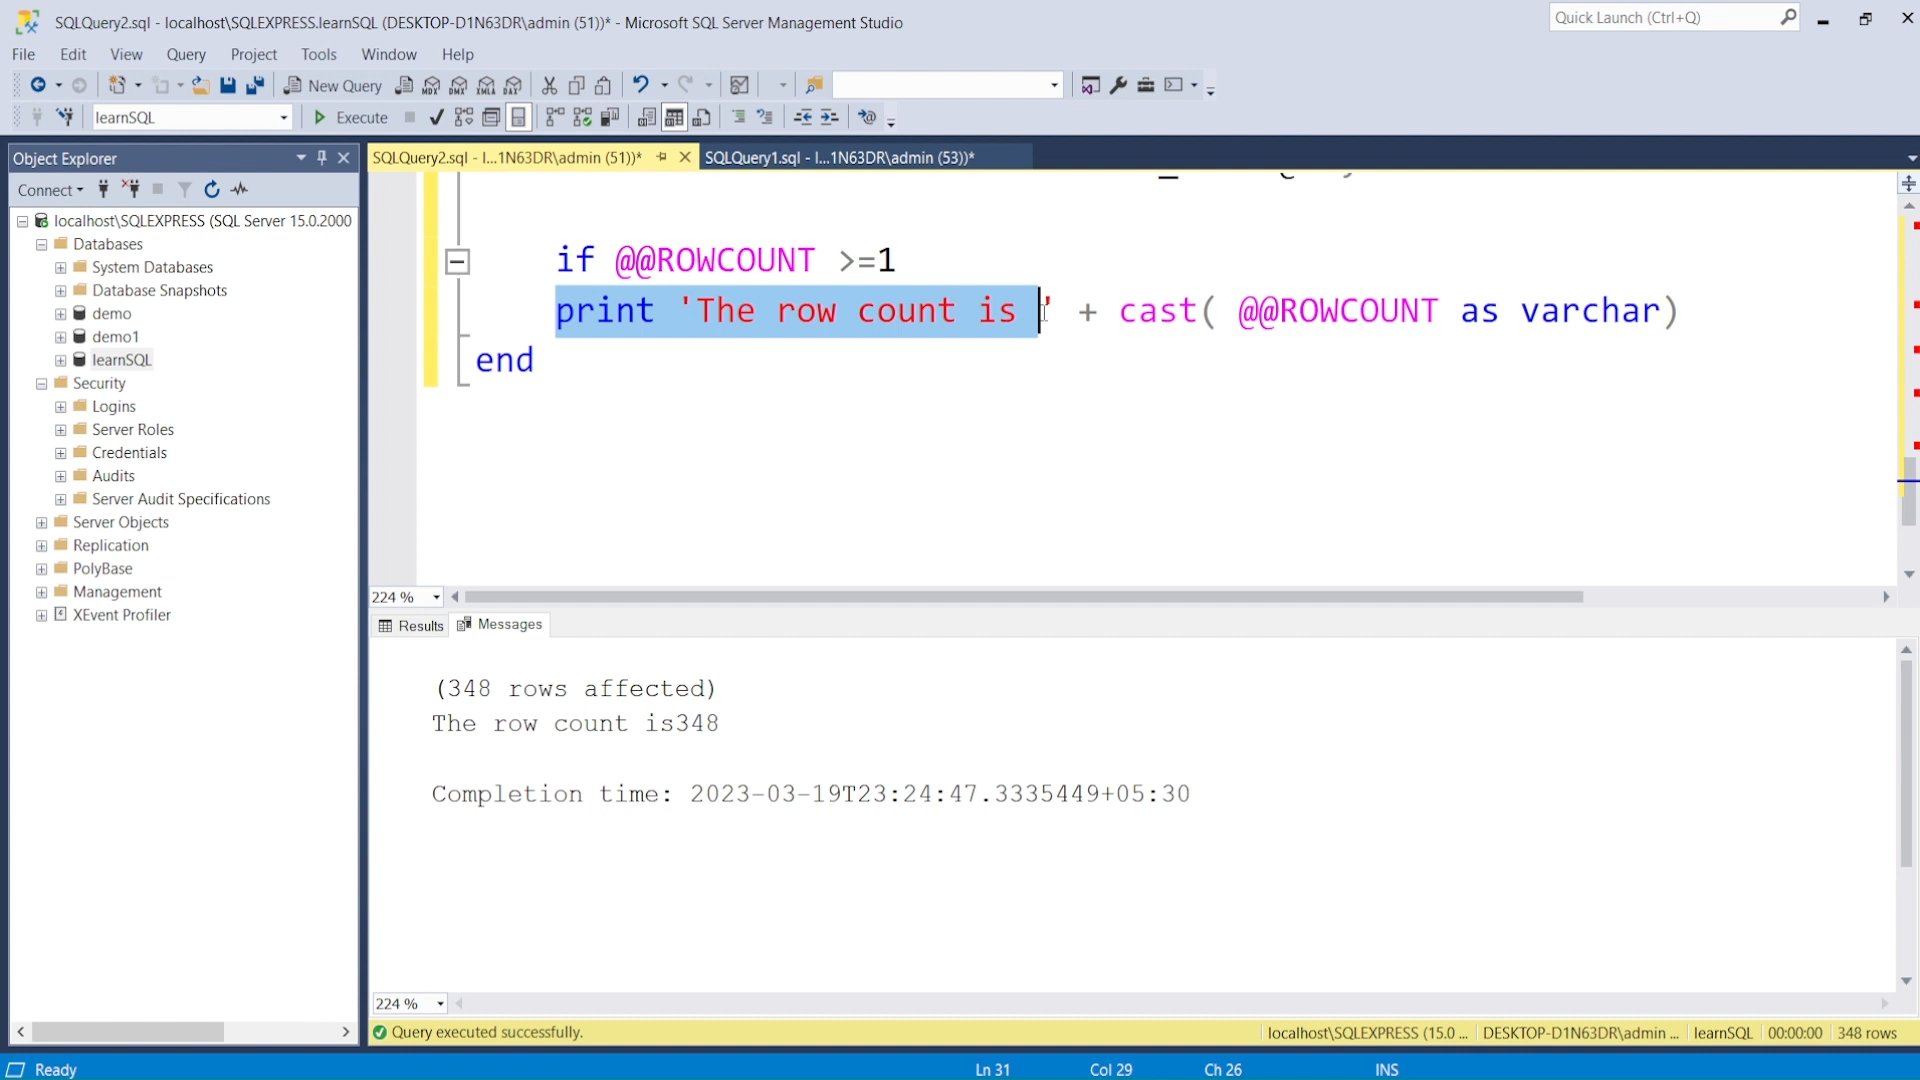 SQLQuery2.sql - localhost\SQLEXPRESS.learnSQL (DESKTOP-D1N63DR\admin (51))* - Microsoft SQL Server Management Studio
Quick Launch (Ctrl+Q)
File Edit View Query Project Tools Window Help
New Query MDX DMX XMLA DAX
learnSQL Execute
Object Explorer
SQLQuery2.sql - l...1N63DR\admin (51))* SQLQuery1.sql - l...1N63DR\admin (53))*
Connect
localhost\SQLEXPRESS (SQL Server 15.0.2000
Databases
System Databases
Database Snapshots
demo
demo1
learnSQL
Security
Logins
Server Roles
Credentials
Audits
Server Audit Specifications
Server Objects
Replication
PolyBase
Management
XEvent Profiler
if @@ROWCOUNT >=1
print 'The row count is ' + cast( @@ROWCOUNT as varchar)
end
224 %
Results Messages
(348 rows affected)
The row count is348
Completion time: 2023-03-19T23:24:47.3335449+05:30
224 %
Query executed successfully. localhost\SQLEXPRESS (15.0 ... DESKTOP-D1N63DR\admin ... learnSQL 00:00:00 348 rows
Ready Ln 31 Col 29 Ch 26 INS